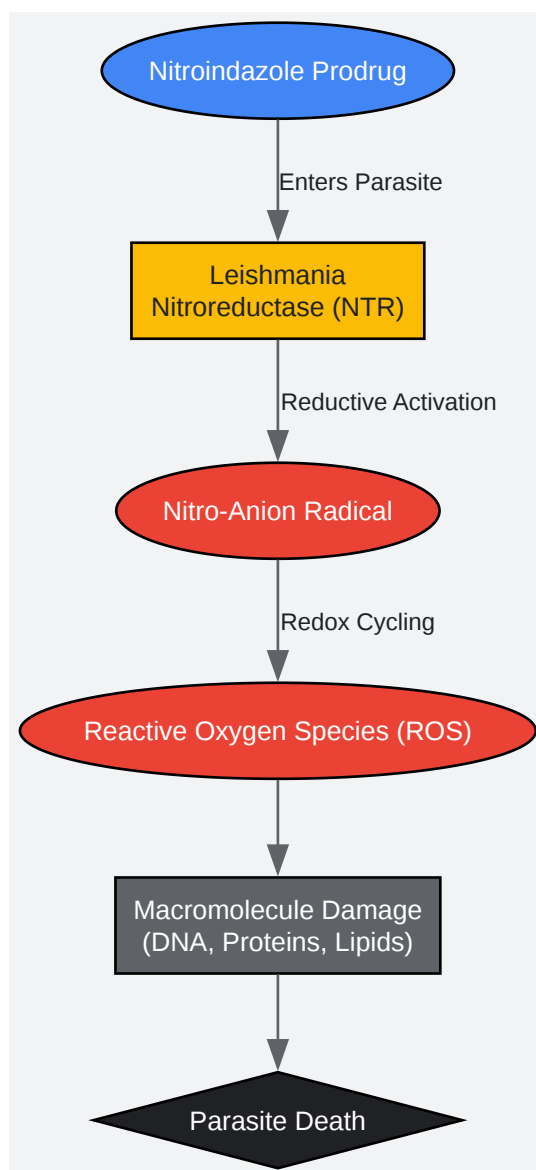 Nitroindazole Prodrug
Enters Parasite
Leishmania
Nitroreductase (NTR)
Reductive Activation
Nitro-Anion Radical
Redox Cycling
Reactive Oxygen Species (ROS)
Macromolecule Damage
(DNA, Proteins, Lipids)
Parasite Death